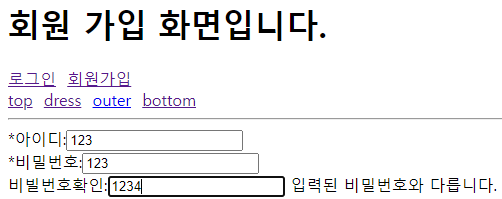 회원 가입 화면입니다.
로그인 회원가입
top dress outer bottom
*아이디:123
*비밀번호:123
비빌번호확인:1234 입력된 비밀번호와 다릅니다.